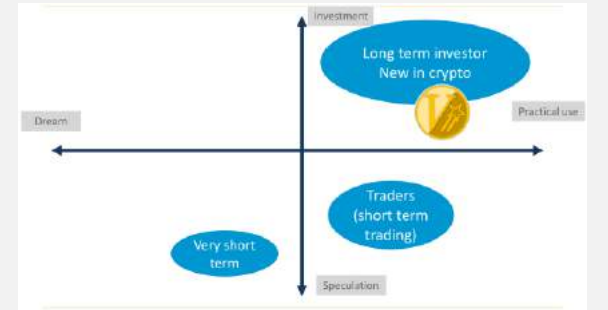 Investment
Long term investor
New in crypto
Dream
Practical use
Traders
(short term
trading)
Very short
term
Speculation